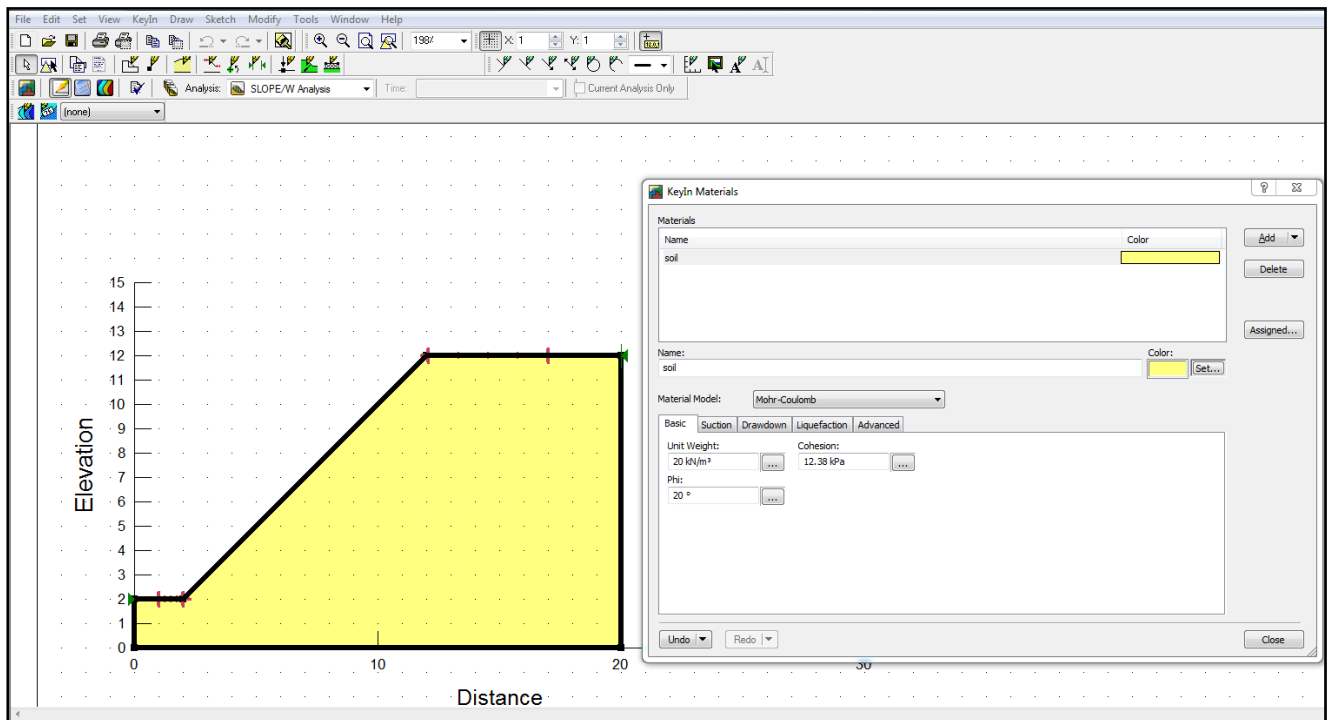 File Edit Set View KeyIn Draw Sketch Modify Tools Window Help
198% X: 1 Y: 1
Analysis: SLOPE/W Analysis Time: Current Analysis Only
(none)
KeyIn Materials
Materials
Name Color
soil
Add
Delete
Assigned...
Name: Color:
soil Set...
Material Model: Mohr-Coulomb
Basic Suction Drawdown Liquefaction Advanced
Unit Weight: Cohesion:
20 kN/m³ ... 12.38 kPa ...
Phi:
20 ° ...
Undo Redo Close
15
14
13
12
11
10
9
8
7
6
5
4
3
2
1
0
Elevation
0 10 20 30
Distance